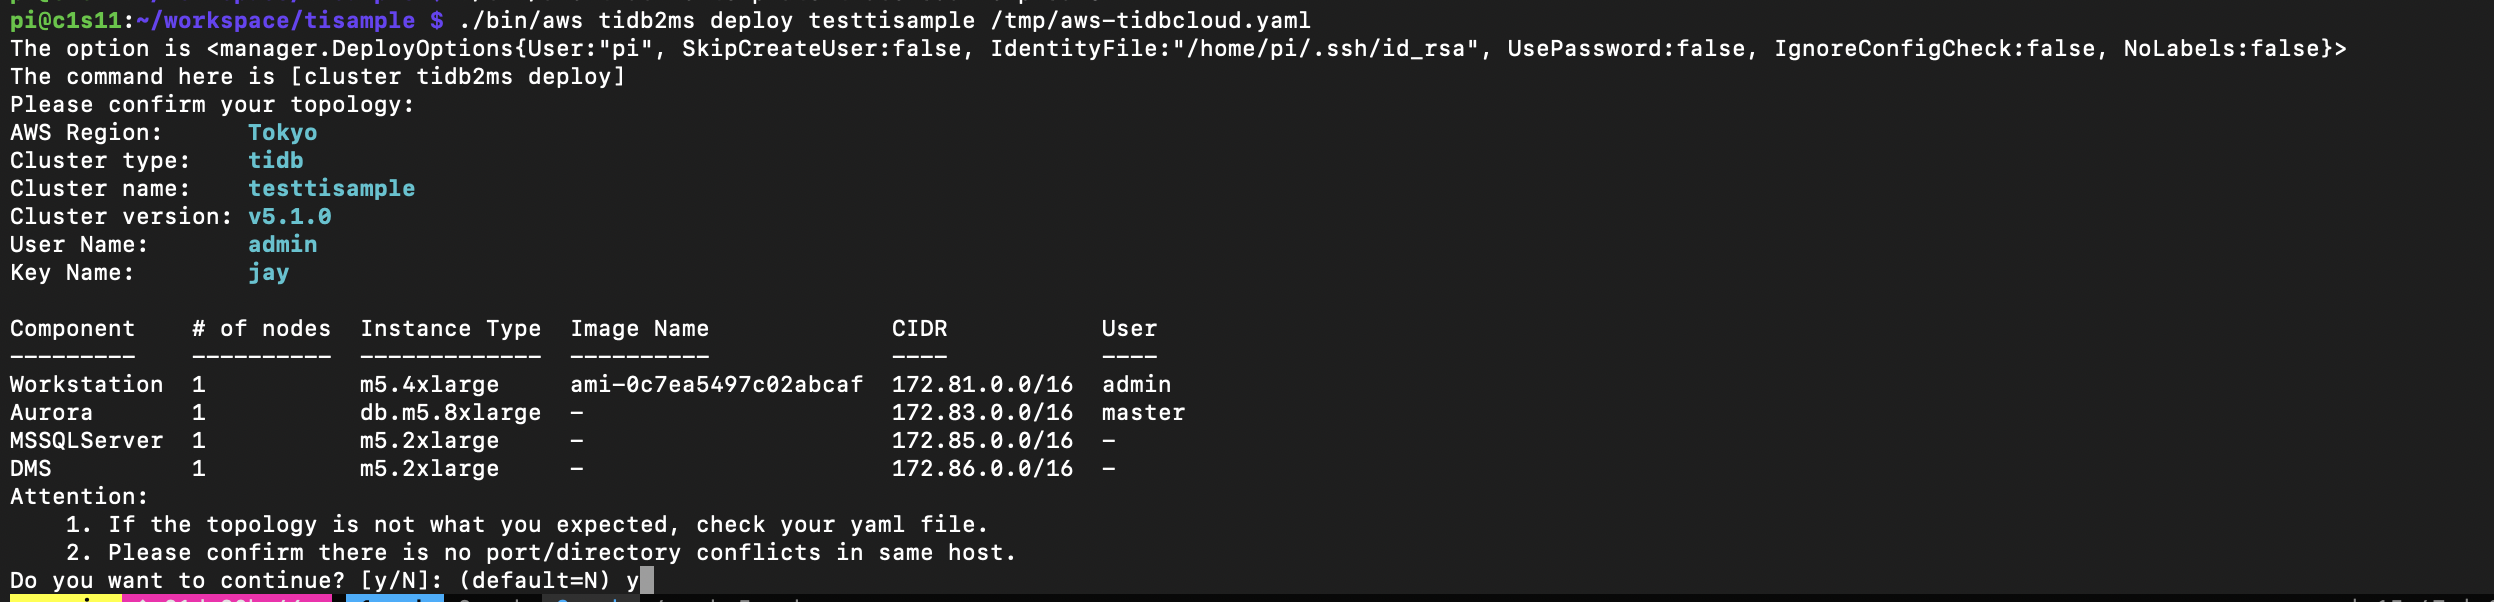 pi@c1s11:~/workspace/tisample $ ./bin/aws tidb2ms deploy testtisample /tmp/aws-tidbcloud.yaml
The option is <manager.DeployOptions{User:"pi", SkipCreateUser:false, IdentityFile:"/home/pi/.ssh/id_rsa", UsePassword:false, IgnoreConfigCheck:false, NoLabels:false}>
The command here is [cluster tidb2ms deploy]
Please confirm your topology:
AWS Region:      Tokyo
Cluster type:    tidb
Cluster name:    testtisample
Cluster version: v5.1.0
User Name:       admin
Key Name:        jay
Component    # of nodes  Instance Type  Image Name             CIDR           User
---------    ----------  -------------  ----------             ----           ----
Workstation  1           m5.4xlarge     ami-0c7ea5497c02abcaf  172.81.0.0/16  admin
Aurora       1           db.m5.8xlarge  -                      172.83.0.0/16  master
MSSQLServer  1           m5.2xlarge     -                      172.85.0.0/16  -
DMS          1           m5.2xlarge     -                      172.86.0.0/16  -
Attention:
    1. If the topology is not what you expected, check your yaml file.
    2. Please confirm there is no port/directory conflicts in same host.
Do you want to continue? [y/N]: (default=N) y